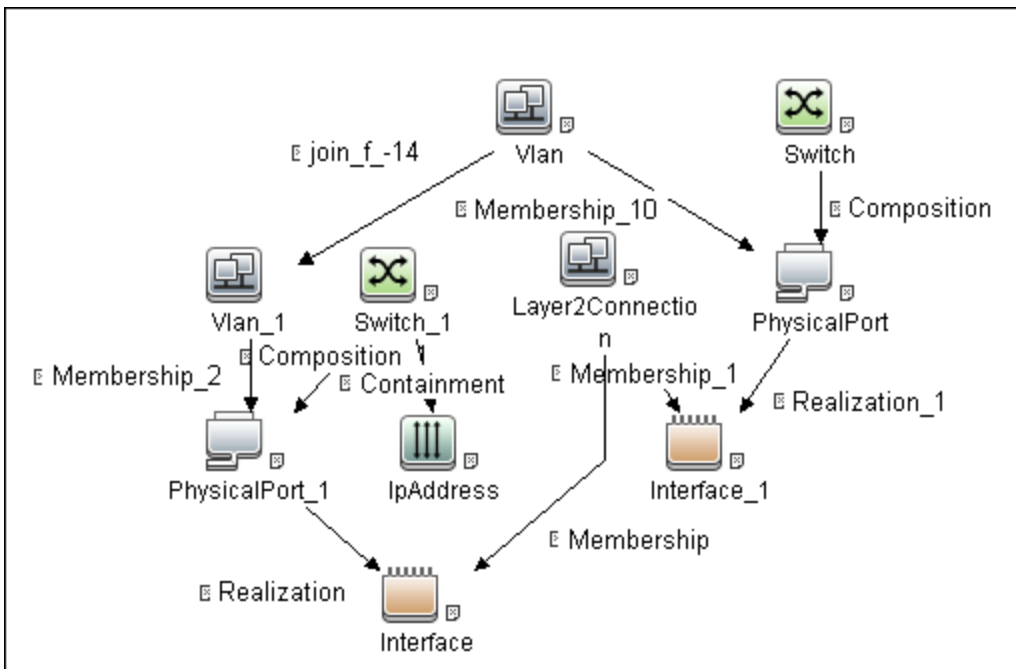 Vlan
Switch
join_f_-14
Membership_10
Composition
Vlan_1
Switch_1
Layer2Connectio
n
PhysicalPort
Composition
Membership_2
Containment
Membership_1
Realization_1
PhysicalPort_1
IpAddress
Interface_1
Membership
Realization
Interface